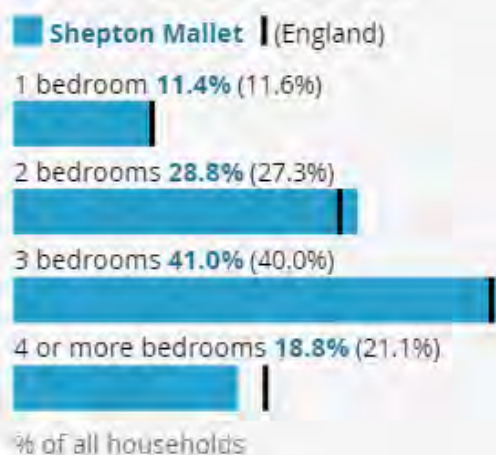 Shepton Mallet (England)
1 bedroom 11.4% (11.6%)
2 bedrooms 28.8% (27.3%)
3 bedrooms 41.0% (40.0%)
4 or more bedrooms 18.8% (21.1%)
% of all households